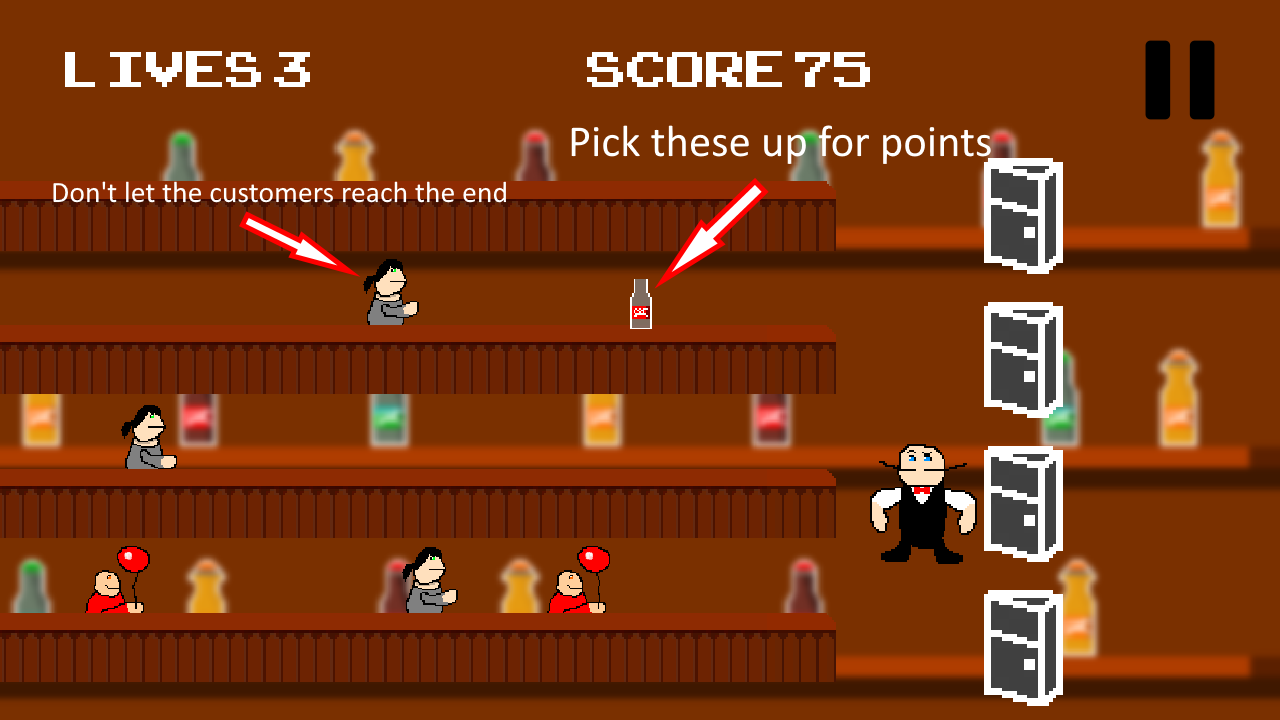 LIVES 3
SCORE 75
Pick these up for points
Don't let the customers reach the end